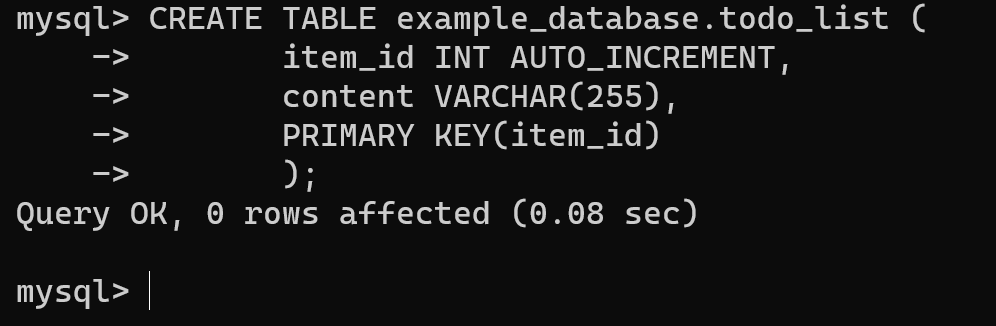 mysql> CREATE TABLE example_database.todo_list (
    ->        item_id INT AUTO_INCREMENT,
    ->        content VARCHAR(255),
    ->        PRIMARY KEY(item_id)
    ->        );
Query OK, 0 rows affected (0.08 sec)
mysql>